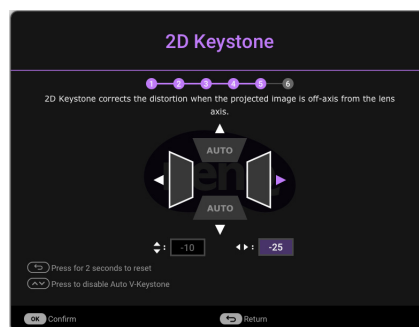 2D Keystone
1 2 3 4 5 6
2D Keystone corrects the distortion when the projected image is off-axis from the lens
axis.
AUTO
AUTO
: -10 : -25
Press for 2 seconds to reset
Press to disable Auto V-Keystone
OK Confirm Return